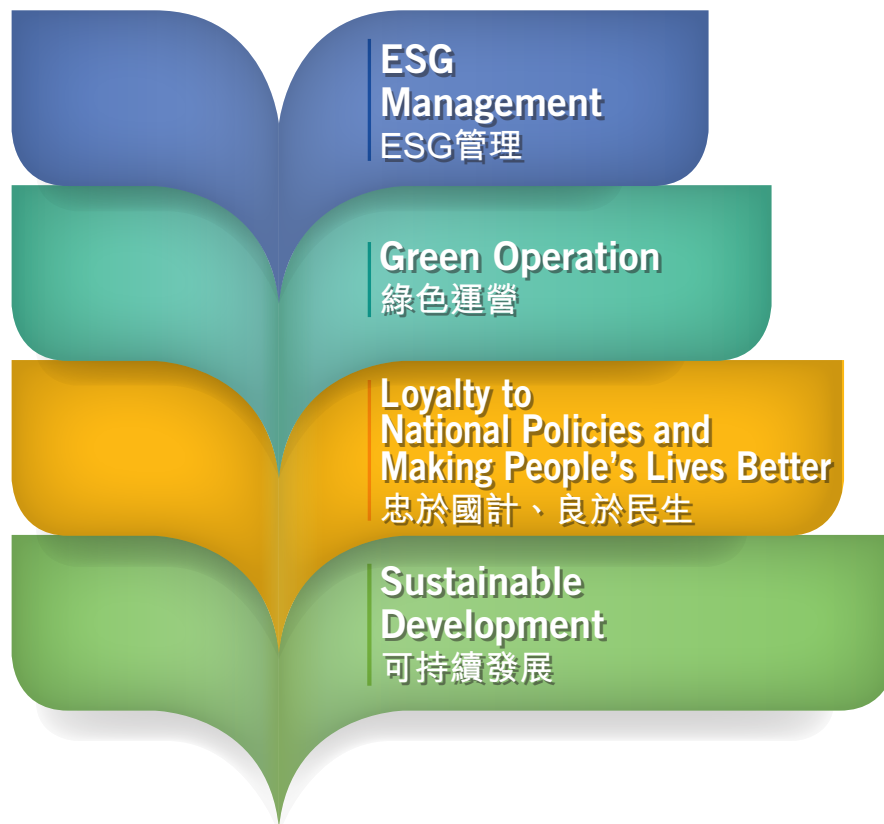 ESG
Management
ESG管理
Green Operation
綠色運營
Loyalty to
National Policies and
Making People's Lives Better
忠於國計、良於民生
Sustainable
Development
可持續發展